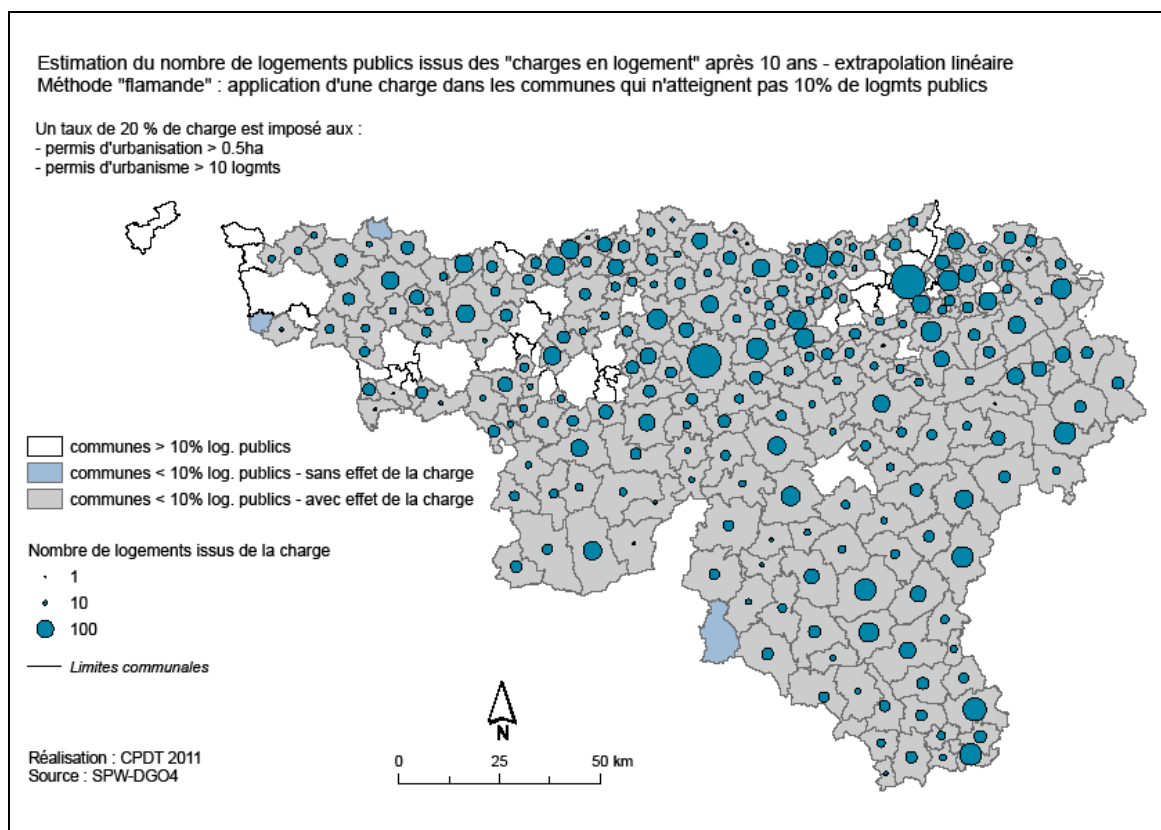 Estimation du nombre de logements publics issus des "charges en logement" après 10 ans - extrapolation linéaire
Méthode "flamande" : application d'une charge dans les communes qui n'atteignent pas 10% de logmts publics
Un taux de 20 % de charge est imposé aux :
- permis d'urbanisation > 0.5ha
- permis d'urbanisme > 10 logmts
communes > 10% log. publics
communes < 10% log. publics - sans effet de la charge
communes < 10% log. publics - avec effet de la charge
Nombre de logements issus de la charge
1
10
100
Limites communales
N
Réalisation : CPDT 2011
Source : SPW-DGO4
0 25 50 km